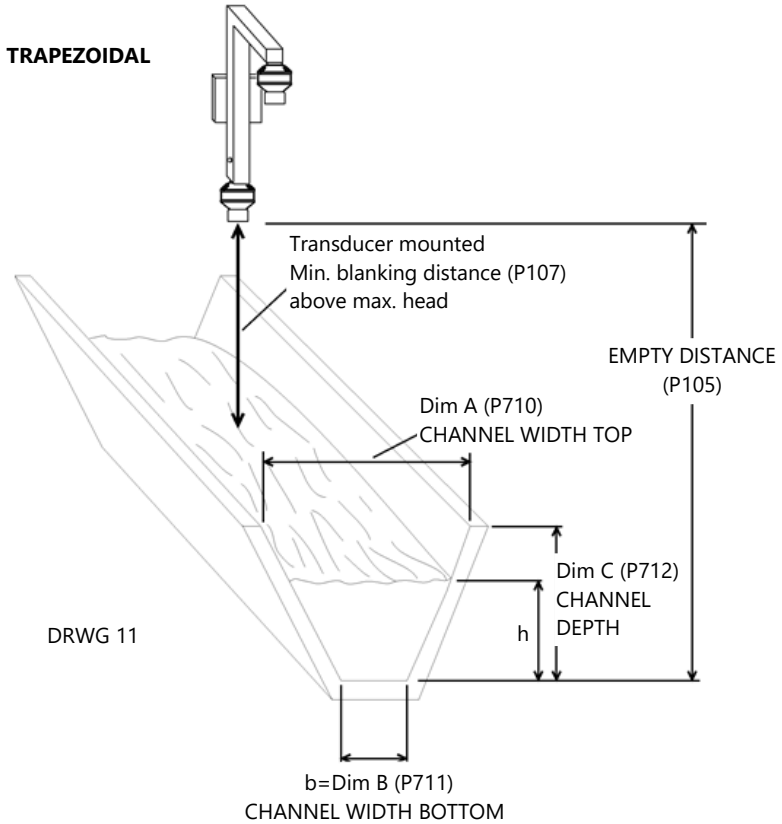 TRAPEZOIDAL
Transducer mounted
Min. blanking distance (P107)
above max. head
EMPTY DISTANCE
(P105)
Dim A (P710)
CHANNEL WIDTH TOP
Dim C (P712)
CHANNEL
DEPTH
h
DRWG 11
b=Dim B (P711)
CHANNEL WIDTH BOTTOM